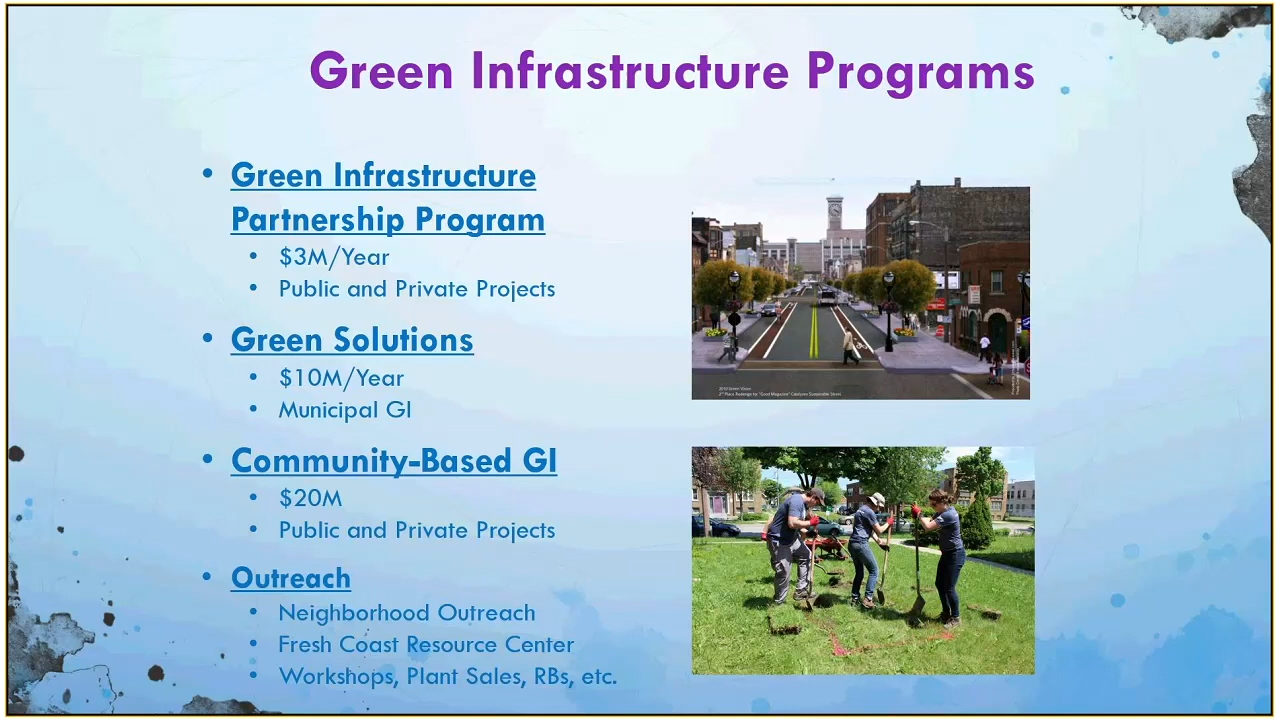 Green Infrastructure Programs
• Green Infrastructure
Partnership Program
• $3M/Year
• Public and Private Projects
• Green Solutions
• $10M/Year
• Municipal GI
• Community-Based GI
• $20M
• Public and Private Projects
• Outreach
• Neighborhood Outreach
• Fresh Coast Resource Center
• Workshops, Plant Sales, RBs, etc.